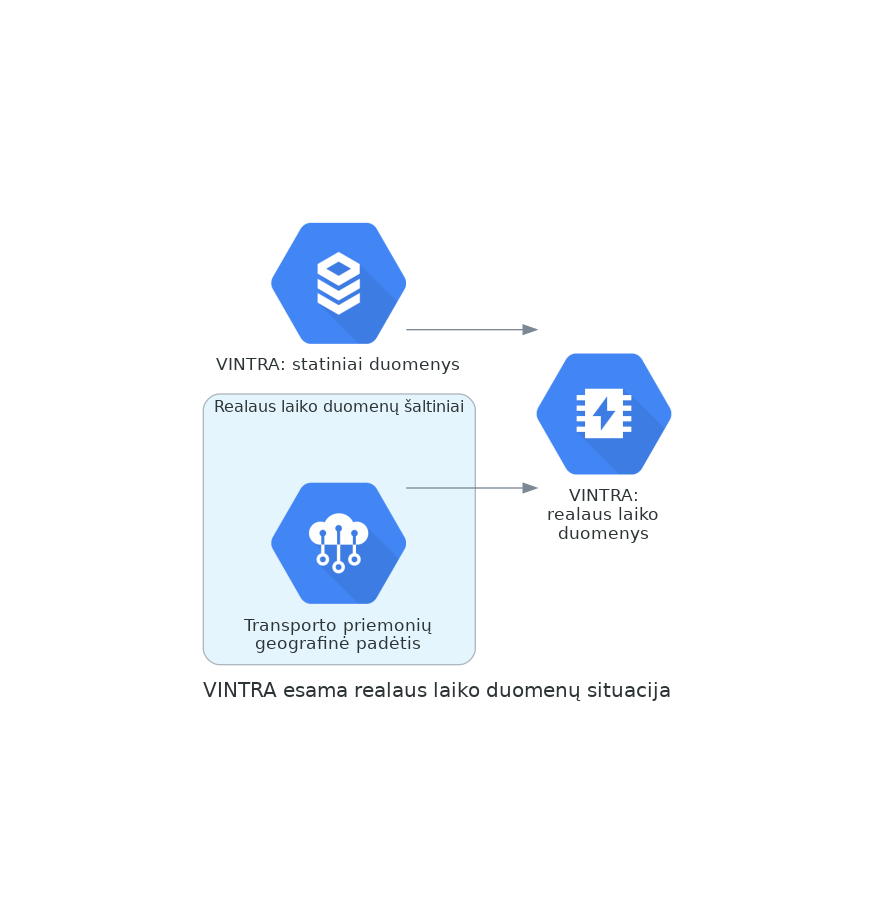 VINTRA: statiniai duomenys
Realaus laiko duomenų šaltiniai
VINTRA:
realaus laiko
duomenys
Transporto priemonių
geografinė padėtis
VINTRA esama realaus laiko duomenų situacija